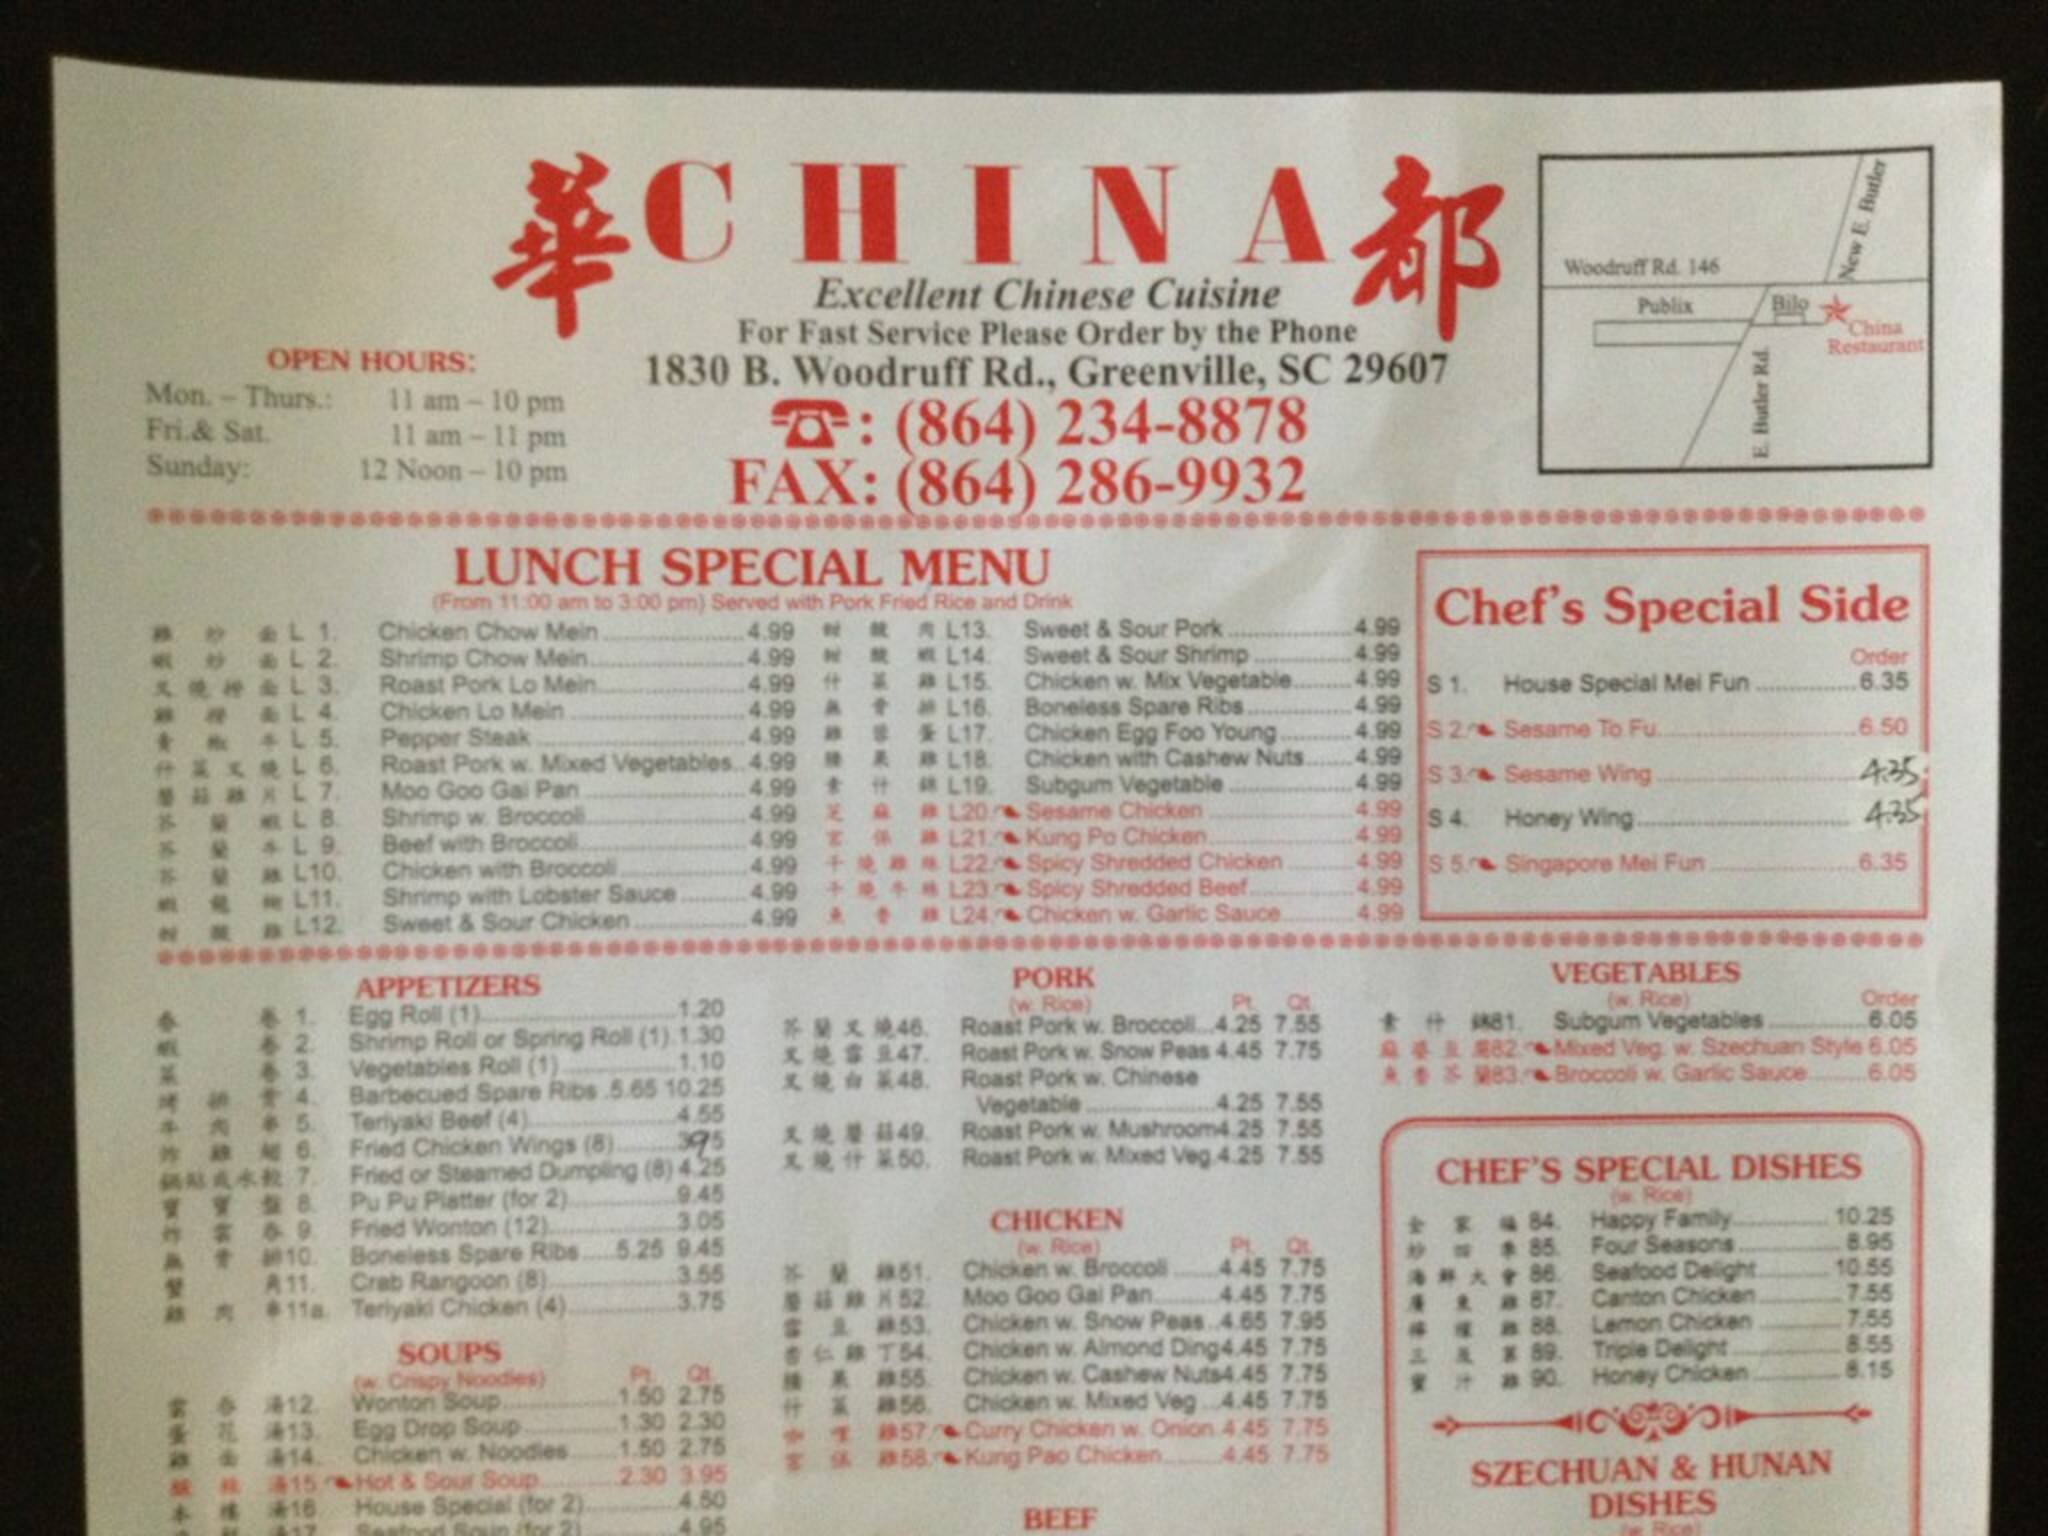 華 CHINA 都
Excellent Chinese Cuisine
For Fast Service Please Order by the Phone
1830 B. Woodruff Rd., Greenville, SC 29607
☎: (864) 234-8878
FAX: (864) 286-9932
OPEN HOURS:
Mon. – Thurs.: 11 am – 10 pm
Fri.& Sat. 11 am – 11 pm
Sunday: 12 Noon – 10 pm
Woodruff Rd. 146
New E. Butler
Publix
Bilo
China
Restaurant
E. Butler Rd.
LUNCH SPECIAL MENU
(From 11:00 am to 3:00 pm) Served with Pork Fried Rice and Drink
L 1. Chicken Chow Mein 4.99
L 2. Shrimp Chow Mein 4.99
L 3. Roast Pork Lo Mein 4.99
L 4. Chicken Lo Mein 4.99
L 5. Pepper Steak 4.99
L 6. Roast Pork w. Mixed Vegetables 4.99
L 7. Moo Goo Gai Pan 4.99
L 8. Shrimp w. Broccoli 4.99
L 9. Beef with Broccoli 4.99
L10. Chicken with Broccoli 4.99
L11. Shrimp with Lobster Sauce 4.99
L12. Sweet & Sour Chicken 4.99
L13. Sweet & Sour Pork 4.99
L14. Sweet & Sour Shrimp 4.99
L15. Chicken w. Mix Vegetable 4.99
L16. Boneless Spare Ribs 4.99
L17. Chicken Egg Foo Young 4.99
L18. Chicken with Cashew Nuts 4.99
L19. Subgum Vegetable 4.99
L20. Sesame Chicken 4.99
L21. Kung Po Chicken 4.99
L22. Spicy Shredded Chicken 4.99
L23. Spicy Shredded Beef 4.99
L24. Chicken w. Garlic Sauce 4.99
Chef's Special Side
Order
S 1. House Special Mei Fun 6.35
S 2. Sesame To Fu 6.50
S 3. Sesame Wing 4.35
S 4. Honey Wing 4.35
S 5. Singapore Mei Fun 6.35
APPETIZERS
1. Egg Roll (1) 1.20
2. Shrimp Roll or Spring Roll (1) 1.30
3. Vegetables Roll (1) 1.10
4. Barbecued Spare Ribs 5.65 10.25
5. Teriyaki Beef (4) 4.55
6. Fried Chicken Wings (8)
7. Fried or Steamed Dumpling (8) 4.25
8. Pu Pu Platter (for 2) 9.45
9. Fried Wonton (12) 3.05
10. Boneless Spare Ribs 5.25 9.45
11. Crab Rangoon (8) 3.55
11a. Teriyaki Chicken (4) 3.75
SOUPS
(w. Crispy Noodles) Pt. Qt.
12. Wonton Soup 1.50 2.75
13. Egg Drop Soup 1.30 2.30
14. Chicken w. Noodles 1.50 2.75
15. Hot & Sour Soup 2.30 3.95
16. House Special (for 2) 4.50
17. Seafood Soup (for 2) 4.95
PORK
(w. Rice) Pt. Qt.
46. Roast Pork w. Broccoli 4.25 7.55
47. Roast Pork w. Snow Peas 4.45 7.75
48. Roast Pork w. Chinese
Vegetable 4.25 7.55
49. Roast Pork w. Mushroom 4.25 7.55
50. Roast Pork w. Mixed Veg. 4.25 7.55
CHICKEN
(w. Rice) Pt. Qt.
51. Chicken w. Broccoli 4.45 7.75
52. Moo Goo Gai Pan 4.45 7.75
53. Chicken w. Snow Peas 4.65 7.95
54. Chicken w. Almond Ding 4.45 7.75
55. Chicken w. Cashew Nuts 4.45 7.75
56. Chicken w. Mixed Veg 4.45 7.75
57. Curry Chicken w. Onion 4.45 7.75
58. Kung Pao Chicken 4.45 7.75
BEEF
VEGETABLES
(w. Rice) Order
81. Subgum Vegetables 6.05
82. Mixed Veg. w. Szechuan Style 6.05
83. Broccoli w. Garlic Sauce 6.05
CHEF'S SPECIAL DISHES
(w. Rice)
84. Happy Family 10.25
85. Four Seasons 8.95
86. Seafood Delight 10.55
87. Canton Chicken 7.55
88. Lemon Chicken 7.55
89. Triple Delight 8.55
90. Honey Chicken 8.15
SZECHUAN & HUNAN
DISHES
(w. Rice)